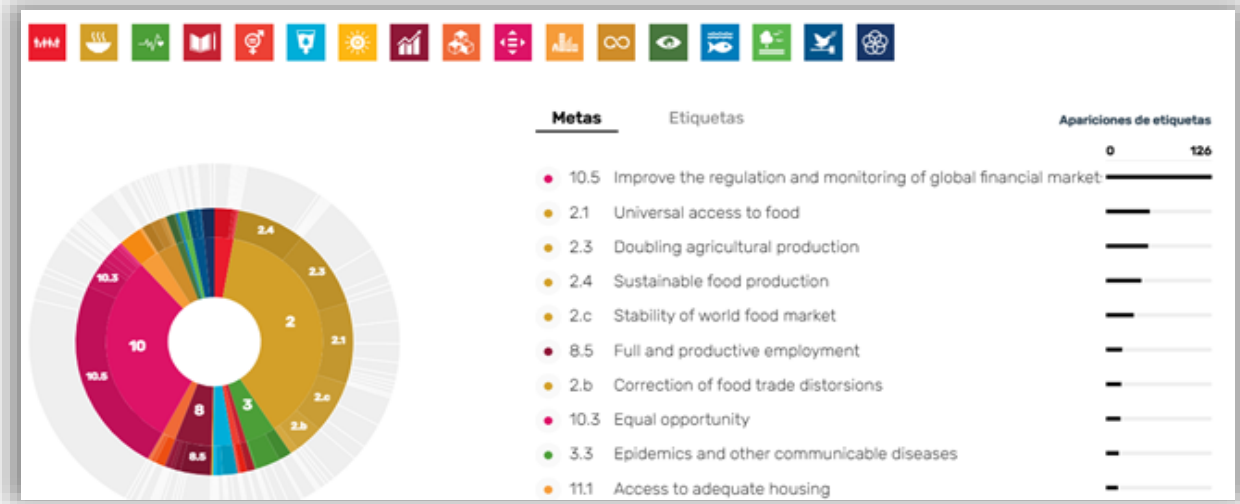 Metas Etiquetas Apariciones de etiquetas
0 126
10.5 Improve the regulation and monitoring of global financial market
2.1 Universal access to food
2.3 Doubling agricultural production
2.4 Sustainable food production
2.c Stability of world food market
8.5 Full and productive employment
2.b Correction of food trade distorsions
10.3 Equal opportunity
3.3 Epidemics and other communicable diseases
11.1 Access to adequate housing
2.4
2.3
2
2.1
2.c
2.b
3
8
8.5
10.5
10
10.3